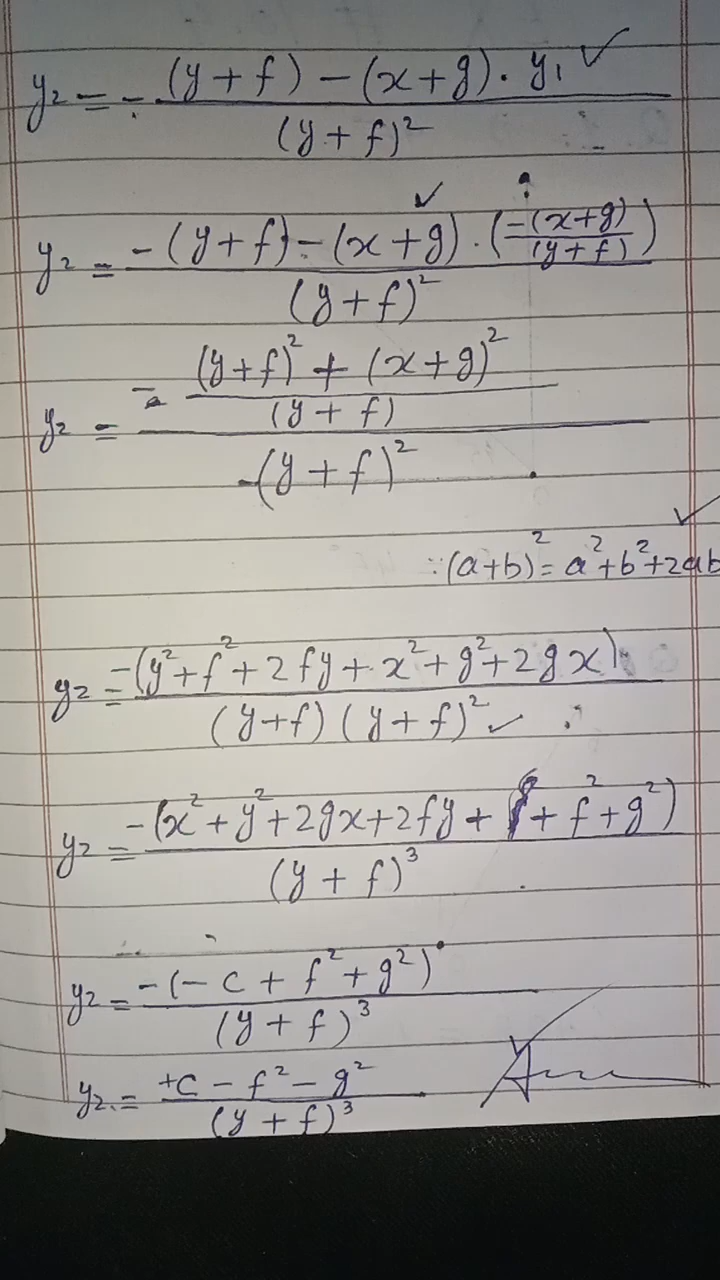 y₂ = - (y + f) - (x + g) · y₁ ✓ / (y + f)²
y₂ = -(y + f) - (x + g) · (-(x+g)/(y+f)) / (y + f)²
y₂ = - ((y+f)² + (x+g)²)/(y + f) / -(y + f)²
∵ (a+b)² = a² + b² + 2ab
y₂ = -(y² + f² + 2fy + x² + g² + 2gx) / (y+f) (y+f)²
y₂ = -(x² + y² + 2gx + 2fy + + f² + g²) / (y + f)³
y₂ = -(- c + f² + g²) / (y + f)³
y₂ = +c - f² - g² / (y + f)³